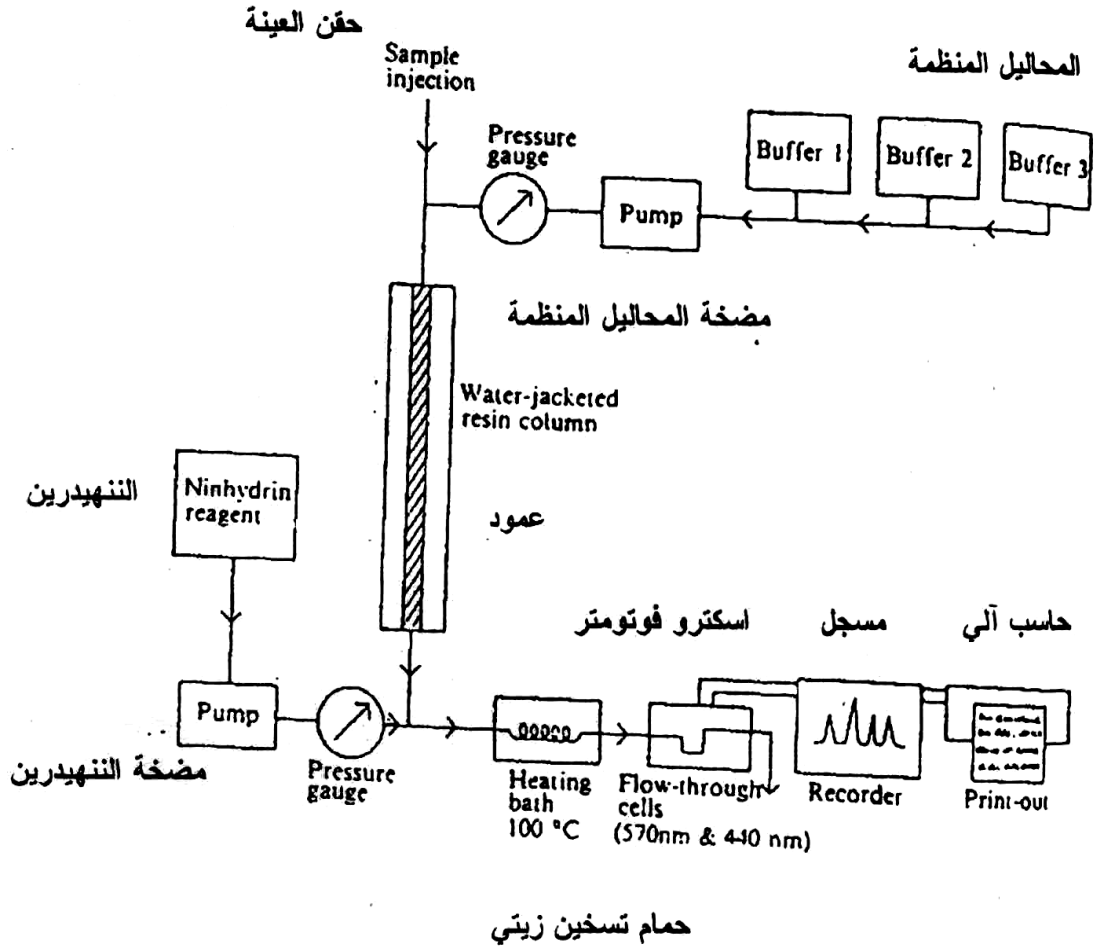 حقن العينة
Sample
injection
المحاليل المنظمة
Pressure
gauge
Buffer 1
Buffer 2
Buffer 3
Pump
مضخة المحاليل المنظمة
Water-jacketed
resin column
عمود
الننهيدرين
Ninhydrin
reagent
اسكترو فوتومتر
مسجل
حاسب آلي
Pump
مضخة الننهيدرين
Pressure
gauge
Heating
bath
100 °C
Flow-through
cells
(570nm & 440 nm)
Recorder
Print-out
حمام تسخين زيتي